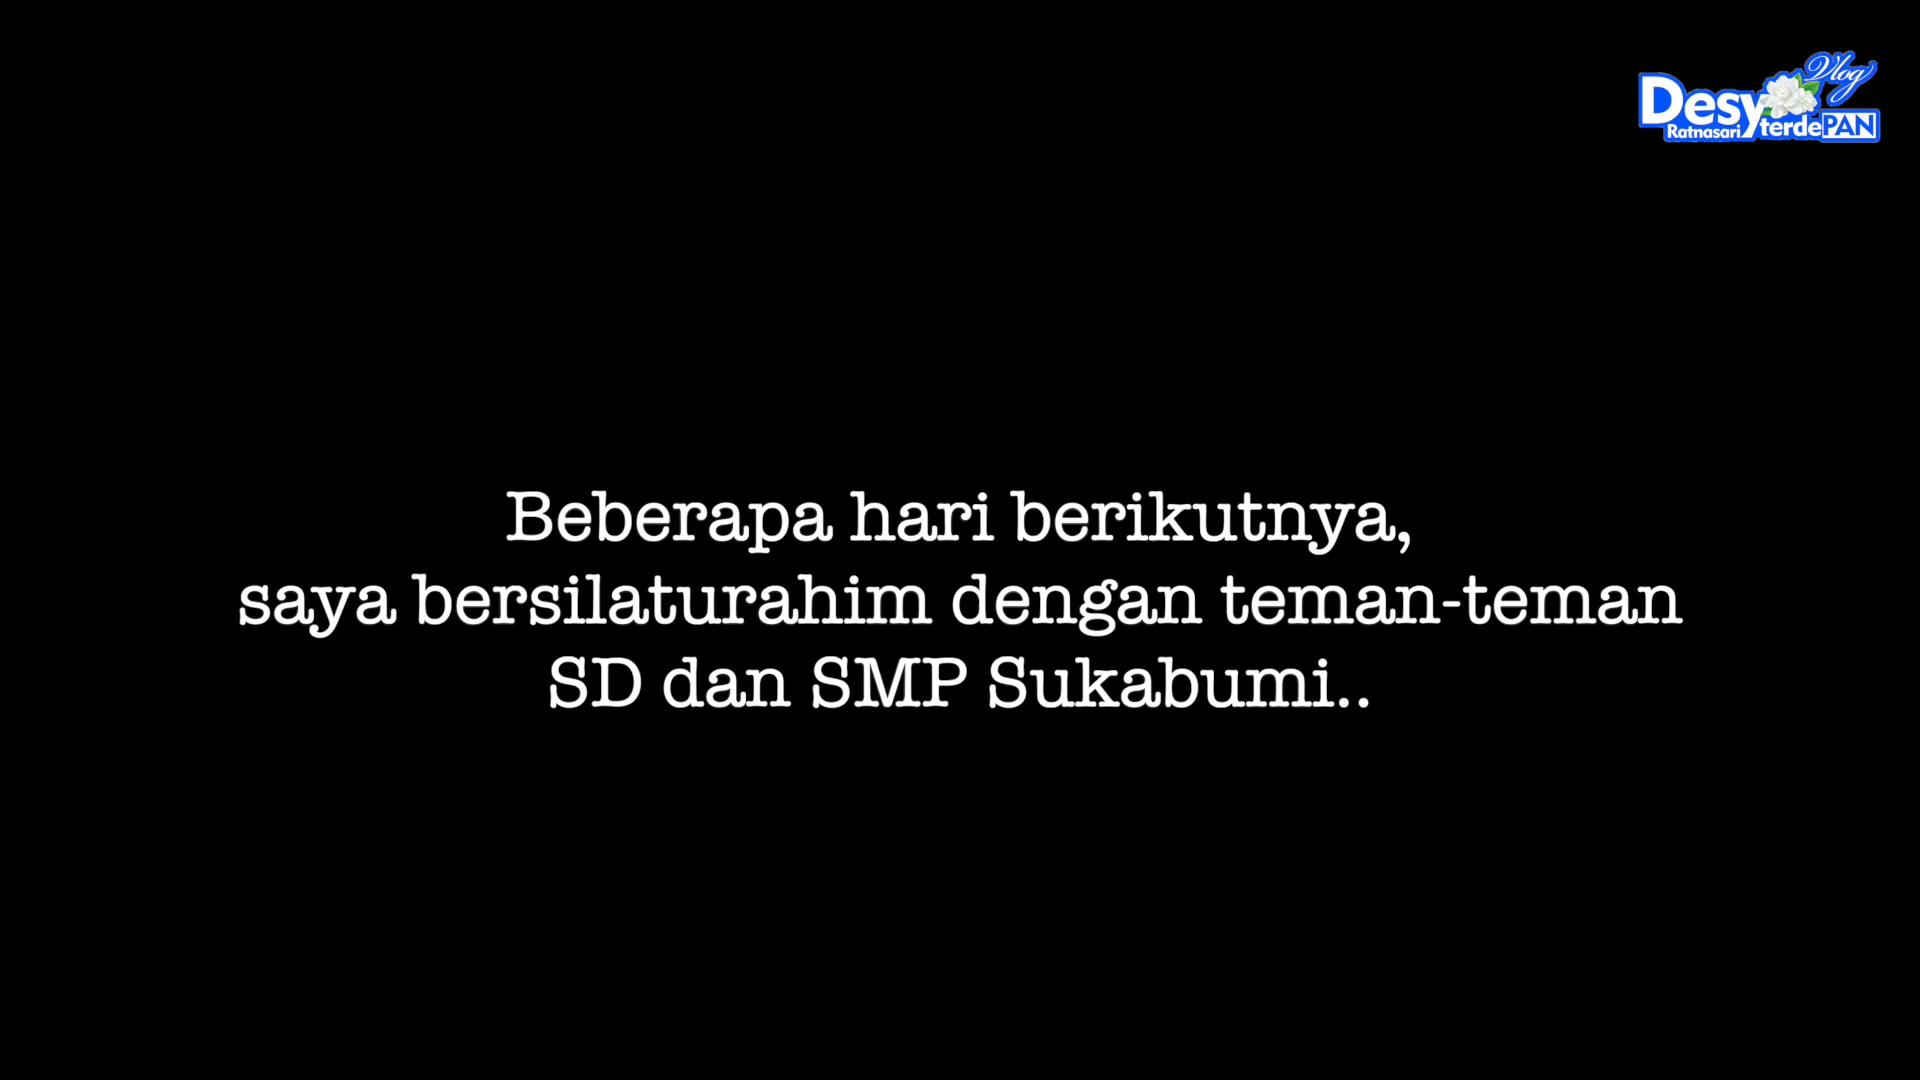 Vlog
Desy
Ratnasari terdePAN
Beberapa hari berikutnya,
saya bersilaturahim dengan teman-teman
SD dan SMP Sukabumi..